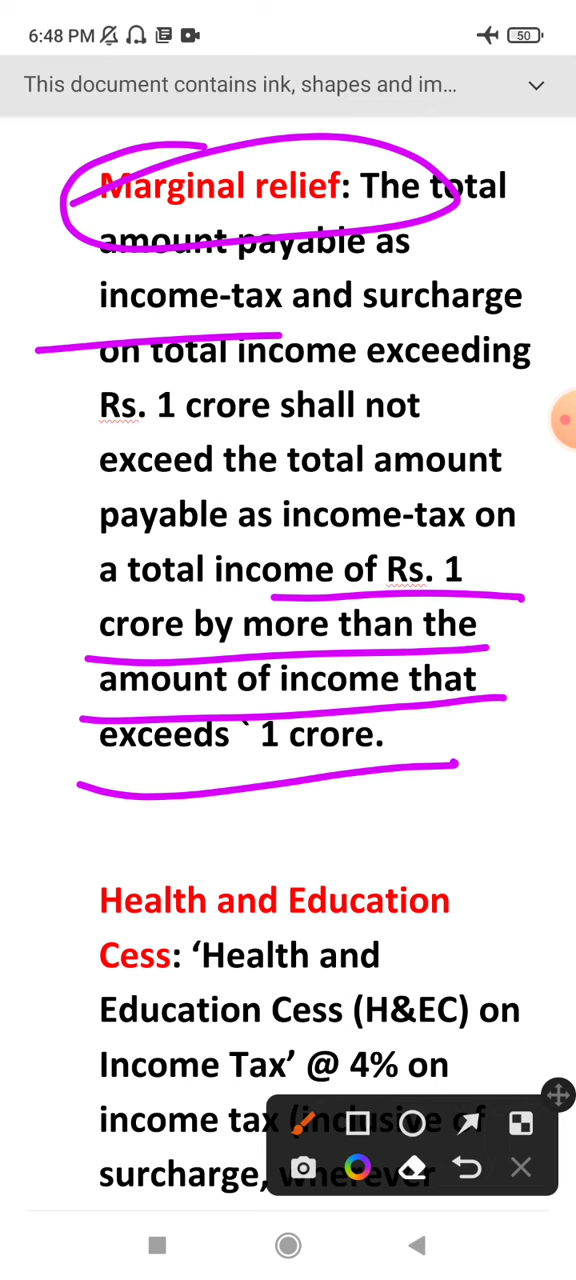 6:48 PM
50
This document contains ink, shapes and im...
Marginal relief: The total
amount payable as
income-tax and surcharge
on total income exceeding
Rs. 1 crore shall not
exceed the total amount
payable as income-tax on
a total income of Rs. 1
crore by more than the
amount of income that
exceeds ` 1 crore.
Health and Education
Cess: ‘Health and
Education Cess (H&EC) on
Income Tax’ @ 4% on
income tax (inclusive of
surcharge, wherever